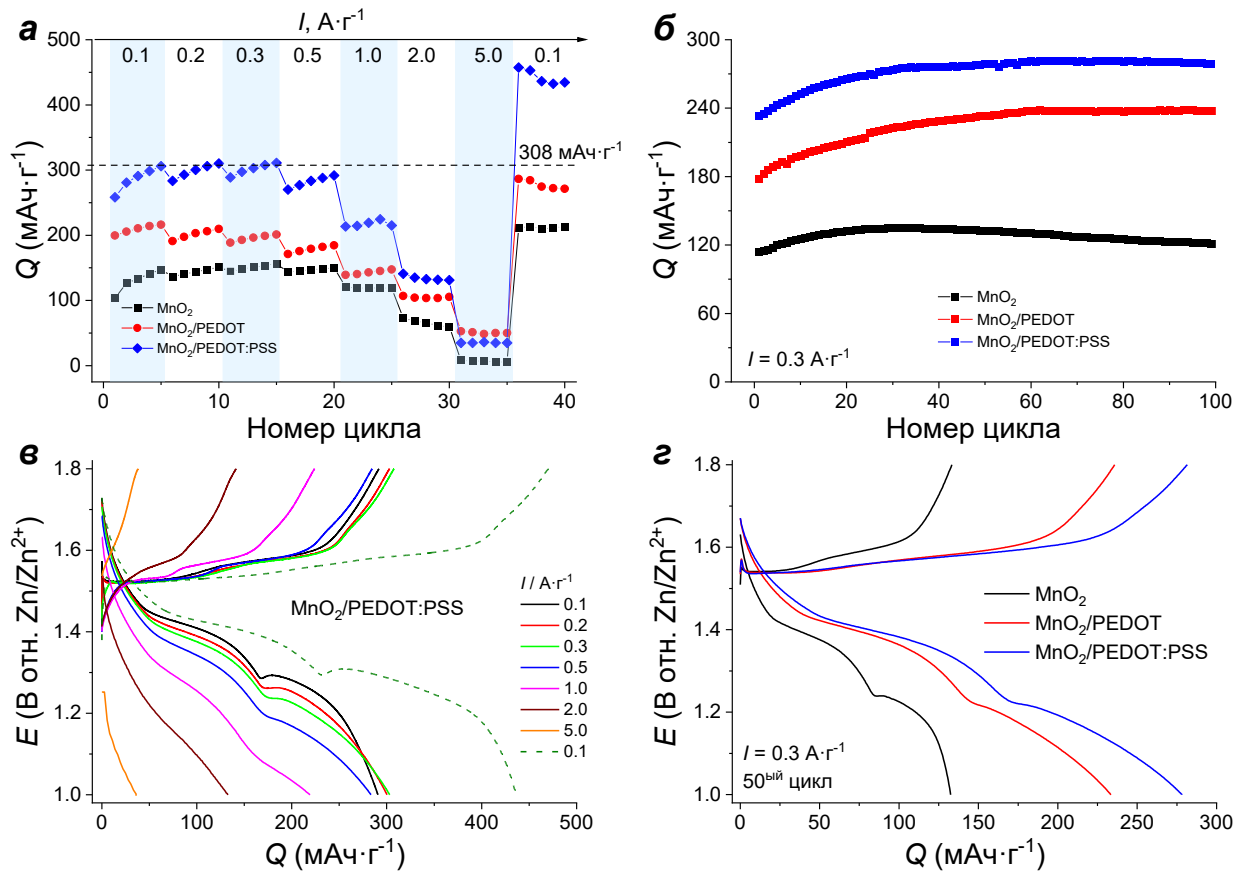 а
I, А·г⁻¹
0.1 0.2 0.3 0.5 1.0 2.0 5.0 0.1
500
400
300
200
100
0
Q (мАч·г⁻¹)
308 мАч·г⁻¹
MnO₂
MnO₂/PEDOT
MnO₂/PEDOT:PSS
0 10 20 30 40
Номер цикла
б
300
240
180
120
60
0
Q (мАч·г⁻¹)
MnO₂
MnO₂/PEDOT
MnO₂/PEDOT:PSS
I = 0.3 А·г⁻¹
0 20 40 60 80 100
Номер цикла
в
1.8
1.6
1.4
1.2
1.0
E (В отн. Zn/Zn²⁺)
MnO₂/PEDOT:PSS
I / А·г⁻¹
0.1
0.2
0.3
0.5
1.0
2.0
5.0
0.1
0 100 200 300 400 500
Q (мАч·г⁻¹)
г
1.8
1.6
1.4
1.2
1.0
E (В отн. Zn/Zn²⁺)
MnO₂
MnO₂/PEDOT
MnO₂/PEDOT:PSS
I = 0.3 А·г⁻¹
50ый цикл
0 50 100 150 200 250 300
Q (мАч·г⁻¹)